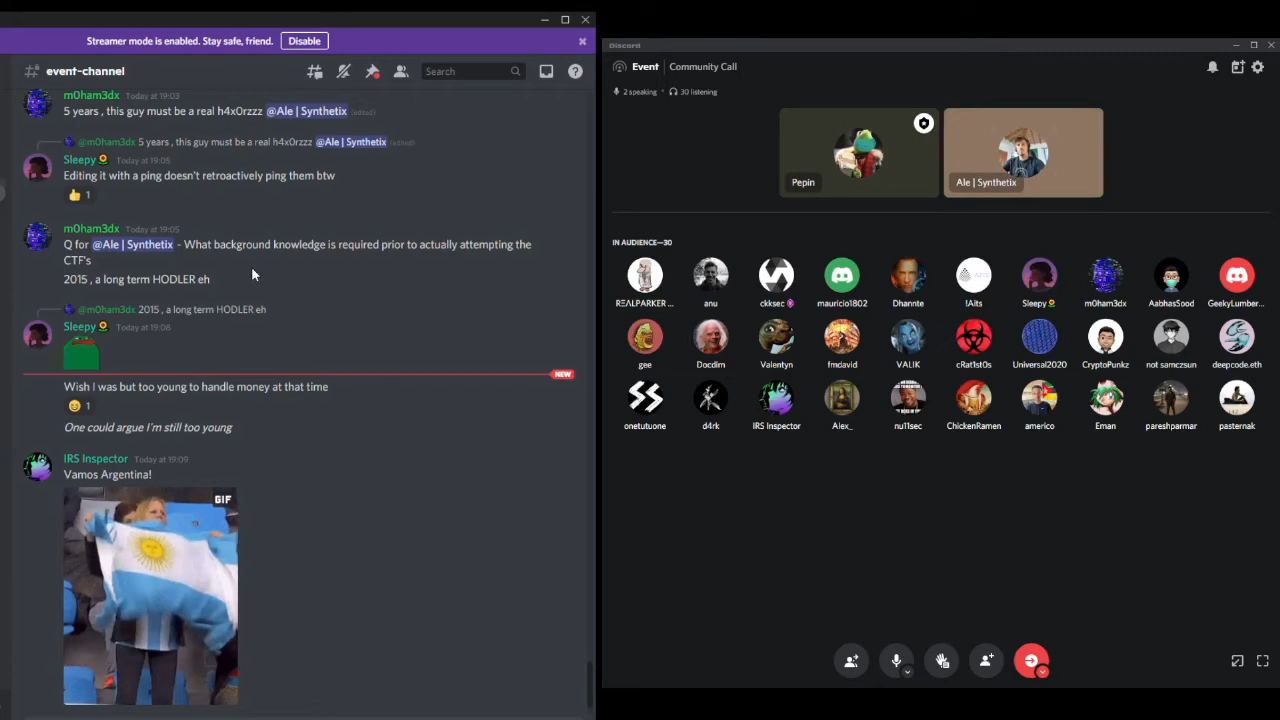 Streamer mode is enabled. Stay safe, friend. Disable
event-channel
Search
m0ham3dx Today at 19:03
5 years , this guy must be a real h4x0rzzz @Ale | Synthetix (edited)
@m0ham3dx 5 years , this guy must be a real h4x0rzzz @Ale | Synthetix (edited)
Sleepy Today at 19:05
Editing it with a ping doesn't retroactively ping them btw
1
m0ham3dx Today at 19:05
Q for @Ale | Synthetix - What background knowledge is required prior to actually attempting the
CTF's
2015 , a long term HODLER eh
@m0ham3dx 2015 , a long term HODLER eh
Sleepy Today at 19:08
NEW
Wish I was but too young to handle money at that time
1
One could argue I'm still too young
IRS Inspector Today at 19:09
Vamos Argentina!
GIF
Discord
Event Community Call
2 speaking • 30 listening
Pepin
Ale | Synthetix
IN AUDIENCE—30
RΞΛLPARKER ... anu ckksec mauricio1802 Dhannte !Aits Sleepy m0ham3dx AabhasSood GeekyLumber...
gee Docdim Valentyn fmdavid VALIK cRat1st0s Universal2020 CryptoPunkz not samczsun deepcode.eth
onetutuone d4rk IRS Inspector Alex_ nu11sec ChickenRamen americo Eman pareshparmar pasternak